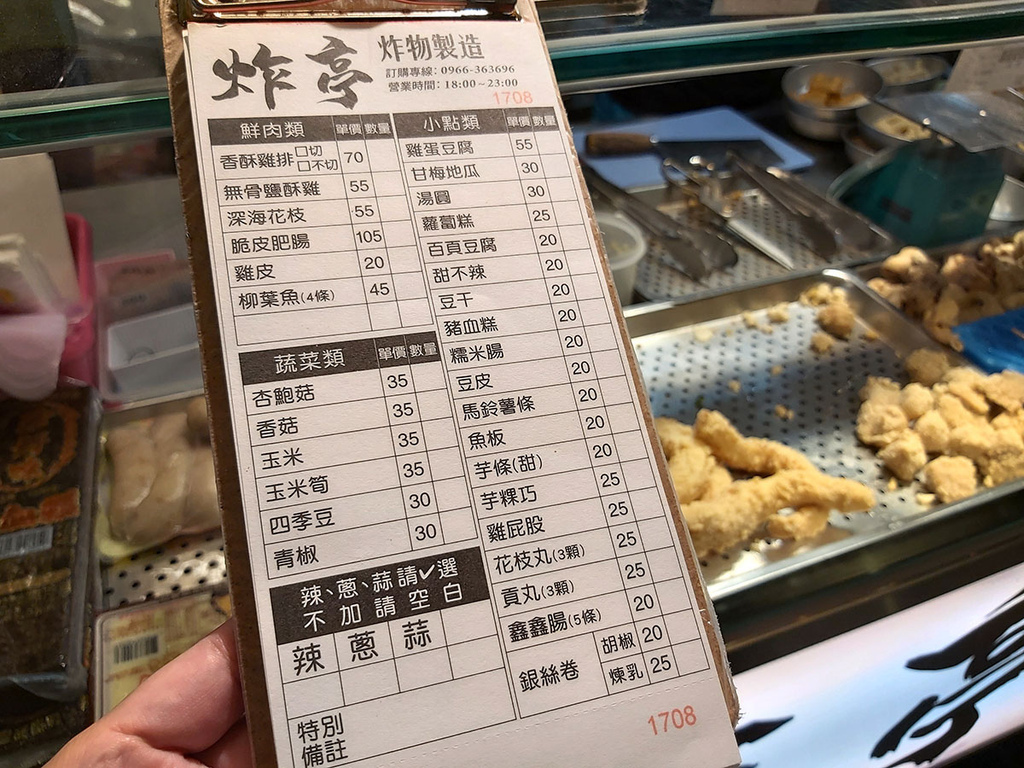 炸亭 炸物製造
訂購專線: 0966-363696
營業時間: 18:00~23:00
1708
鮮肉類 單價 數量
香酥雞排 □切 □不切 70
無骨鹽酥雞 55
深海花枝 55
脆皮肥腸 105
雞皮 20
柳葉魚(4條) 45
蔬菜類 單價 數量
杏鮑菇 35
香菇 35
玉米 35
玉米筍 35
四季豆 30
青椒 30
辣、蔥、蒜請✓選
不加請空白
辣 蔥 蒜
特別
備註
小點類 單價 數量
雞蛋豆腐 55
甘梅地瓜 30
湯圓 30
蘿蔔糕 25
百頁豆腐 20
甜不辣 20
豆干 20
豬血糕 20
糯米腸 20
豆皮 20
馬鈴薯條 20
魚板 20
芋條(甜) 20
芋粿巧 25
雞屁股 25
花枝丸(3顆) 25
貢丸(3顆) 25
鑫鑫腸(5條) 20
銀絲卷 胡椒 20
煉乳 25
1708